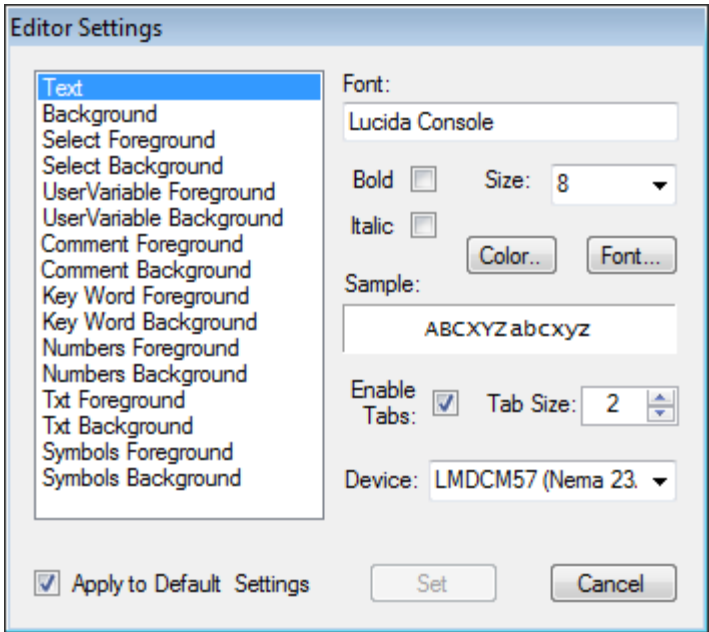 Editor Settings
Text
Background
Select Foreground
Select Background
UserVariable Foreground
UserVariable Background
Comment Foreground
Comment Background
Key Word Foreground
Key Word Background
Numbers Foreground
Numbers Background
Txt Foreground
Txt Background
Symbols Foreground
Symbols Background
Font:
Lucida Console
Bold Size: 8
Italic
Color.. Font...
Sample:
ABCXYZabcxyz
Enable
Tabs: Tab Size: 2
Device: LMDCM57 (Nema 23.
Apply to Default Settings Set Cancel